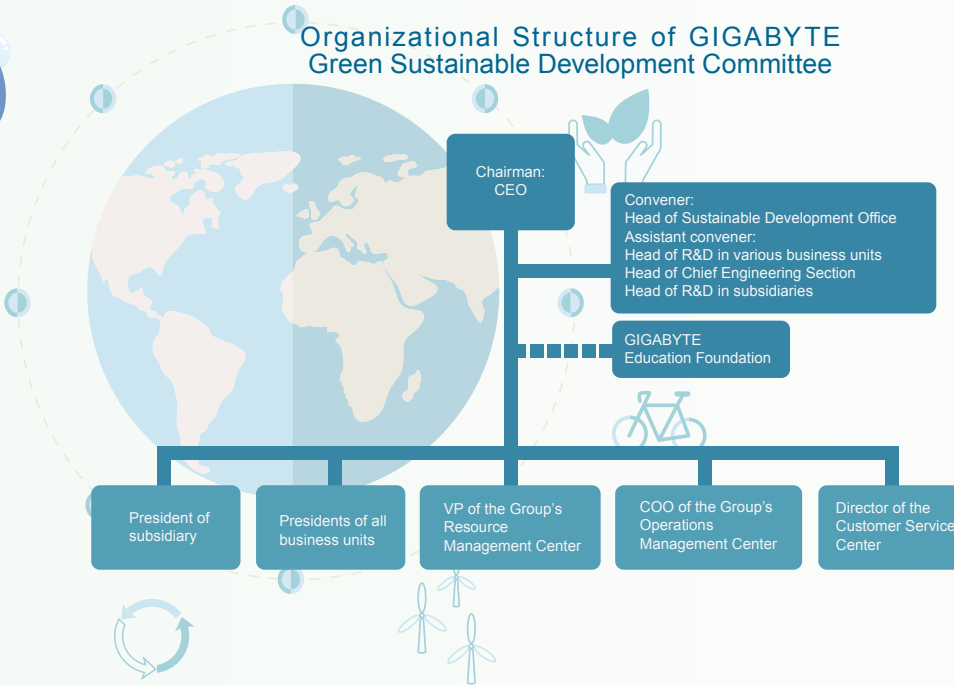 Organizational Structure of GIGABYTE
Green Sustainable Development Committee
Chairman:
CEO
Convener:
Head of Sustainable Development Office
Assistant convener:
Head of R&D in various business units
Head of Chief Engineering Section
Head of R&D in subsidiaries
GIGABYTE
Education Foundation
President of
subsidiary
Presidents of all
business units
VP of the Group's
Resource
Management Center
COO of the Group's
Operations
Management Center
Director of the
Customer Service
Center